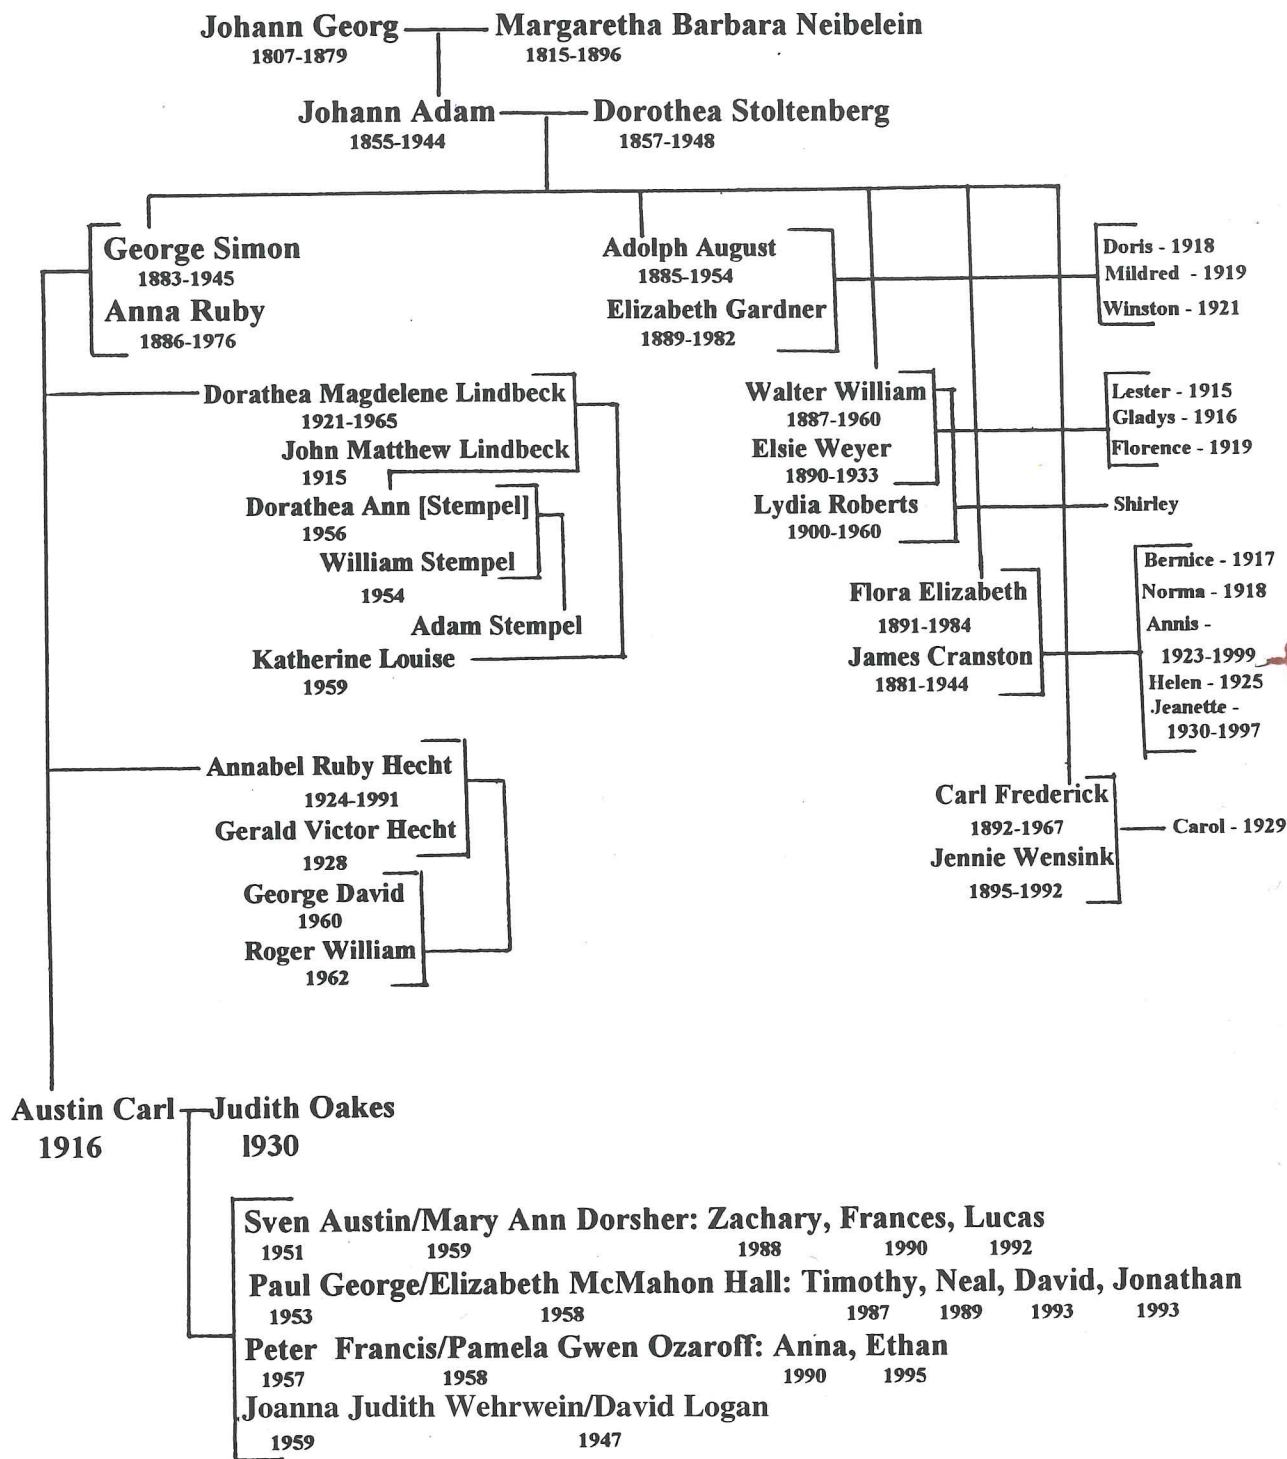 Johann Georg Margaretha Barbara Neibelein
1807-1879 1815-1896
Johann Adam Dorothea Stoltenberg
1855-1944 1857-1948
George Simon
1883-1945
Anna Ruby
1886-1976
Adolph August
1885-1954
Elizabeth Gardner
1889-1982
Doris - 1918
Mildred - 1919
Winston - 1921
Dorathea Magdelene Lindbeck
1921-1965
John Matthew Lindbeck
1915
Dorathea Ann [Stempel]
1956
William Stempel
1954
Adam Stempel
Katherine Louise
1959
Walter William
1887-1960
Elsie Weyer
1890-1933
Lydia Roberts
1900-1960
Lester - 1915
Gladys - 1916
Florence - 1919
Shirley
Flora Elizabeth
1891-1984
James Cranston
1881-1944
Bernice - 1917
Norma - 1918
Annis -
1923-1999
Helen - 1925
Jeanette -
1930-1997
Annabel Ruby Hecht
1924-1991
Gerald Victor Hecht
1928
George David
1960
Roger William
1962
Carl Frederick
1892-1967
Jennie Wensink
1895-1992
Carol - 1929
Austin Carl Judith Oakes
1916 1930
Sven Austin/Mary Ann Dorsher: Zachary, Frances, Lucas
1951 1959 1988 1990 1992
Paul George/Elizabeth McMahon Hall: Timothy, Neal, David, Jonathan
1953 1958 1987 1989 1993 1993
Peter Francis/Pamela Gwen Ozaroff: Anna, Ethan
1957 1958 1990 1995
Joanna Judith Wehrwein/David Logan
1959 1947